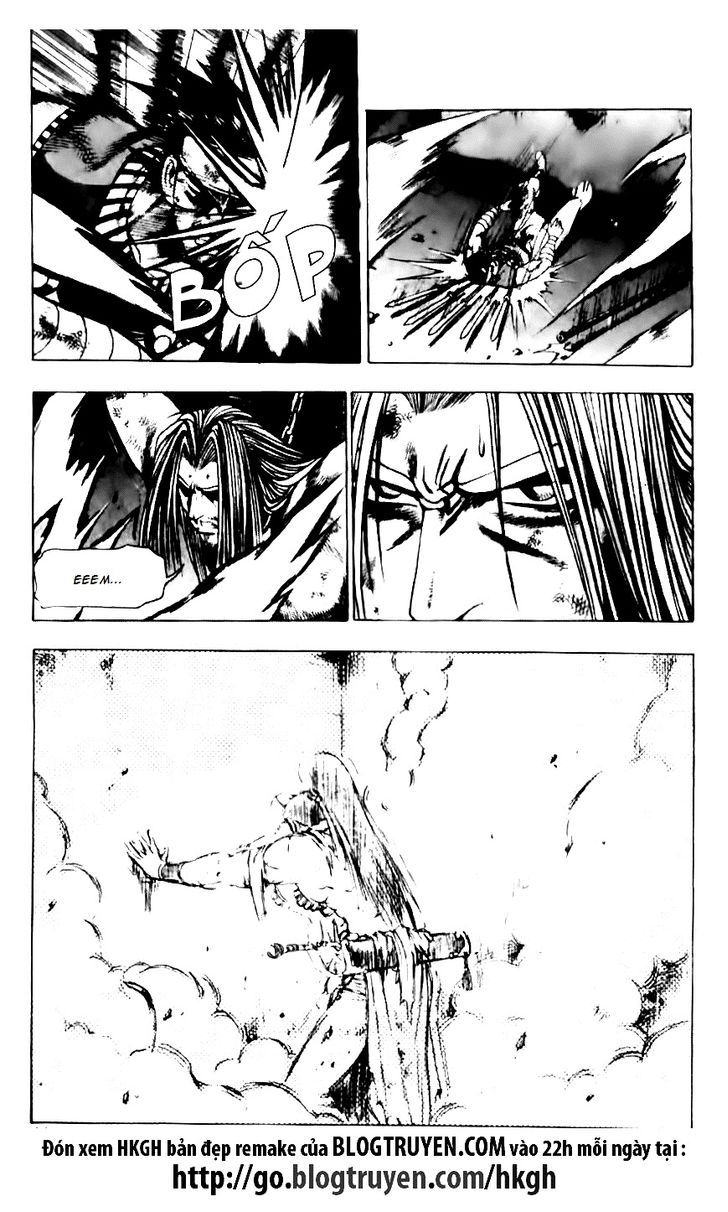 BỐP
EEEM...
Đón xem HKGH bản đẹp remake của BLOGTRUYEN.COM vào 22h mỗi ngày tại :
http://go.blogtruyen.com/hkgh